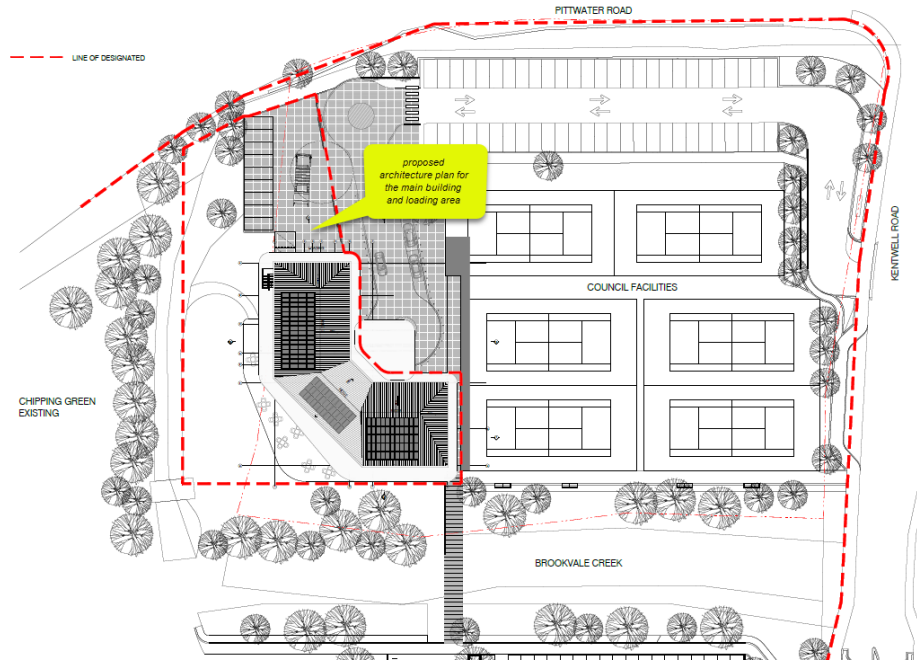 PITTWATER ROAD
LINE OF DESIGNATED
proposed
architecture plan for
the main building
and loading area
KENTWELL ROAD
COUNCIL FACILITIES
CHIPPING GREEN
EXISTING
BROOKVALE CREEK